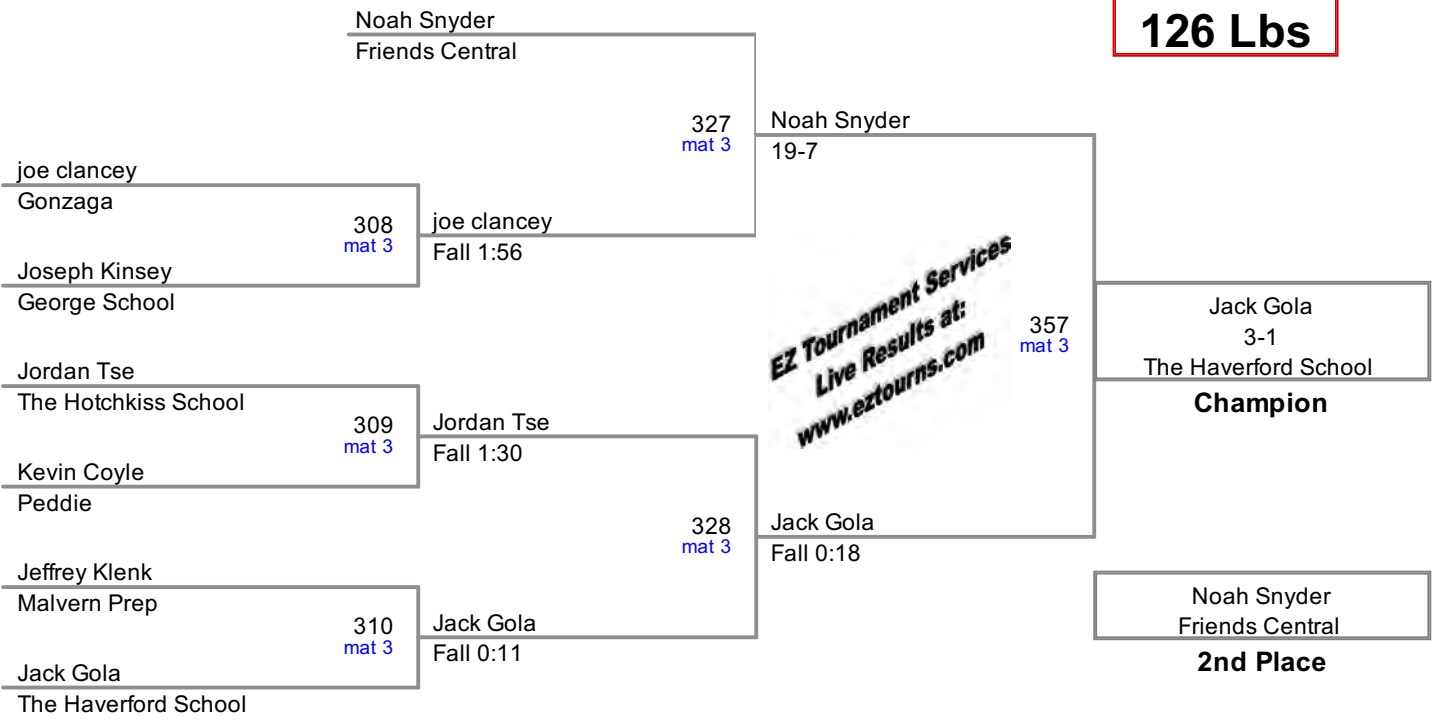 Noah Snyder
Friends Central
126 Lbs
327
mat 3
Noah Snyder
19-7
joe clancey
Gonzaga
308
mat 3
joe clancey
Fall 1:56
Joseph Kinsey
George School
EZ Tournament Services
Live Results at:
www.eztourns.com
357
mat 3
Jack Gola
3-1
The Haverford School
Champion
Jordan Tse
The Hotchkiss School
309
mat 3
Jordan Tse
Fall 1:30
Kevin Coyle
Peddie
328
mat 3
Jack Gola
Fall 0:18
Jeffrey Klenk
Malvern Prep
310
mat 3
Jack Gola
Fall 0:11
Jack Gola
The Haverford School
Noah Snyder
Friends Central
2nd Place